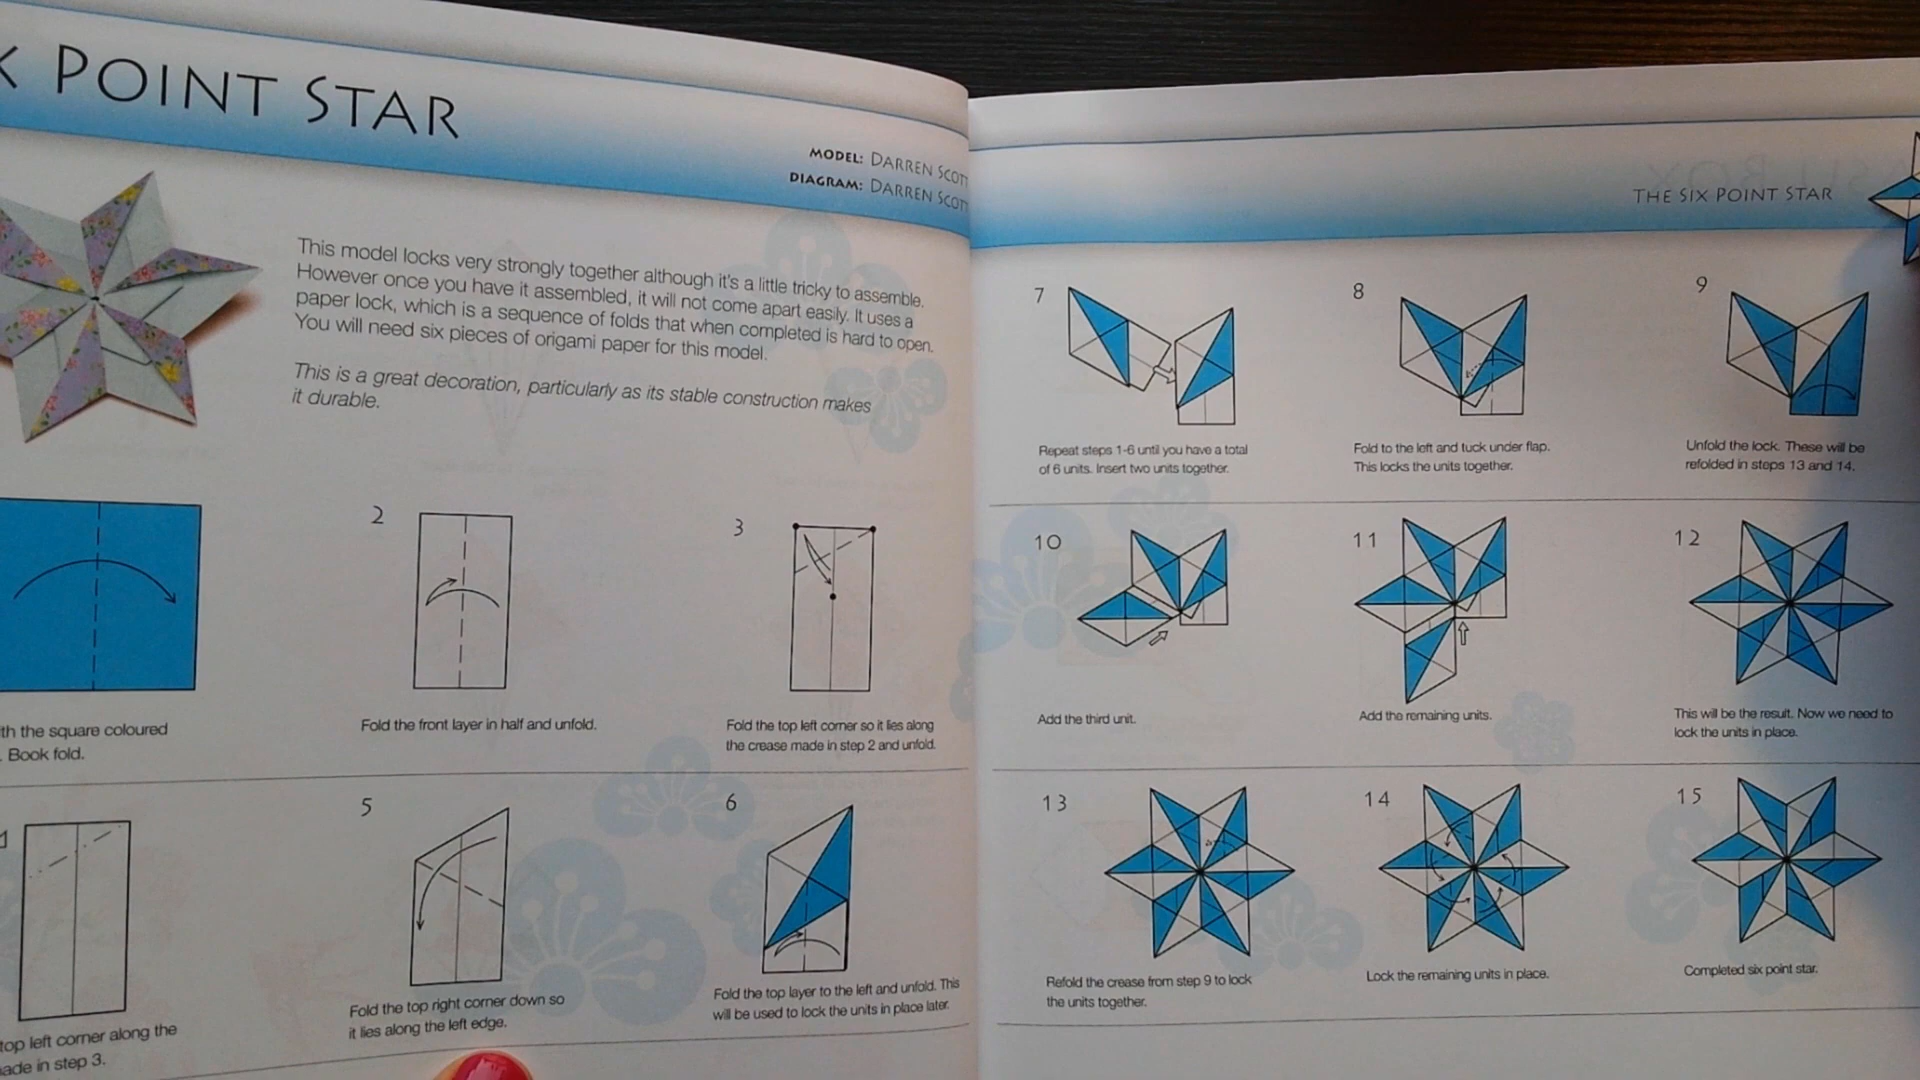 POINT STAR
MODEL: DARREN SCOTT
DIAGRAM: DARREN SCOTT
This model locks very strongly together although it's a little tricky to assemble.
However once you have it assembled, it will not come apart easily. It uses a
paper lock, which is a sequence of folds that when completed is hard to open.
You will need six pieces of origami paper for this model.
This is a great decoration, particularly as its stable construction makes
it durable.
2
3
the square coloured
Book fold.
Fold the front layer in half and unfold.
Fold the top left corner so it lies along
the crease made in step 2 and unfold.
5
6
top left corner along the
in step 3.
Fold the top right corner down so
it lies along the left edge.
Fold the top layer to the left and unfold. This
will be used to lock the units in place later.
THE SIX POINT STAR
7
8
9
Repeat steps 1-6 until you have a total
of 6 units. Insert two units together.
Fold to the left and tuck under flap.
This locks the units together.
Unfold the lock. These will be
refolded in steps 13 and 14.
10
11
12
Add the third unit.
Add the remaining units.
This will be the result. Now we need to
lock the units in place.
13
14
15
Refold the crease from step 9 to lock
the units together.
Lock the remaining units in place.
Completed six point star.